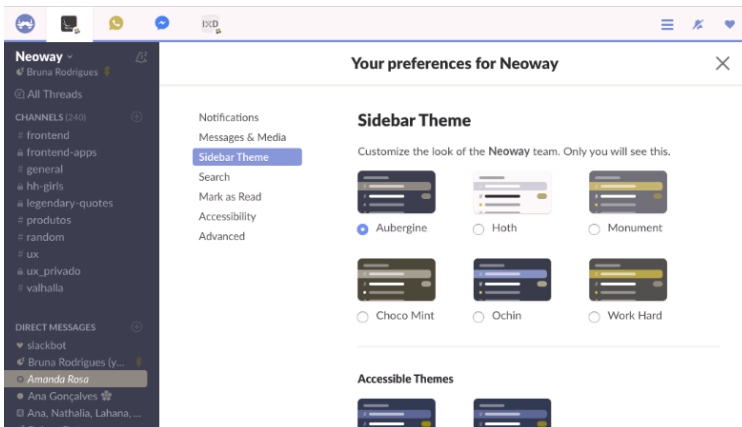 IXD
Neoway
Bruna Rodrigues
All Threads
CHANNELS (240)
# frontend
frontend-apps
# general
hh-girls
legendary-quotes
# produtos
# random
# ux
ux_privado
# valhalla
DIRECT MESSAGES
slackbot
Bruna Rodrigues (y...
Amanda Rosa
Ana Gonçalves
Ana, Nathalia, Lahana, ...
Your preferences for Neoway
Notifications
Messages & Media
Sidebar Theme
Search
Mark as Read
Accessibility
Advanced
Sidebar Theme
Customize the look of the Neoway team. Only you will see this.
Aubergine
Hoth
Monument
Choco Mint
Ochin
Work Hard
Accessible Themes